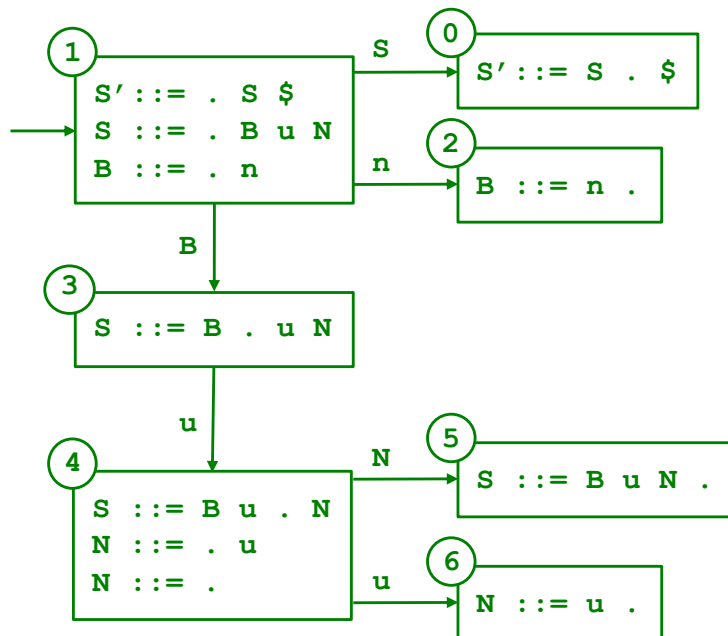 1
S'::= . S $
S ::= . B u N
B ::= . n
S
0
S'::= S . $
n
2
B ::= n .
B
3
S ::= B . u N
u
4
S ::= B u . N
N ::= . u
N ::= .
N
5
S ::= B u N .
u
6
N ::= u .